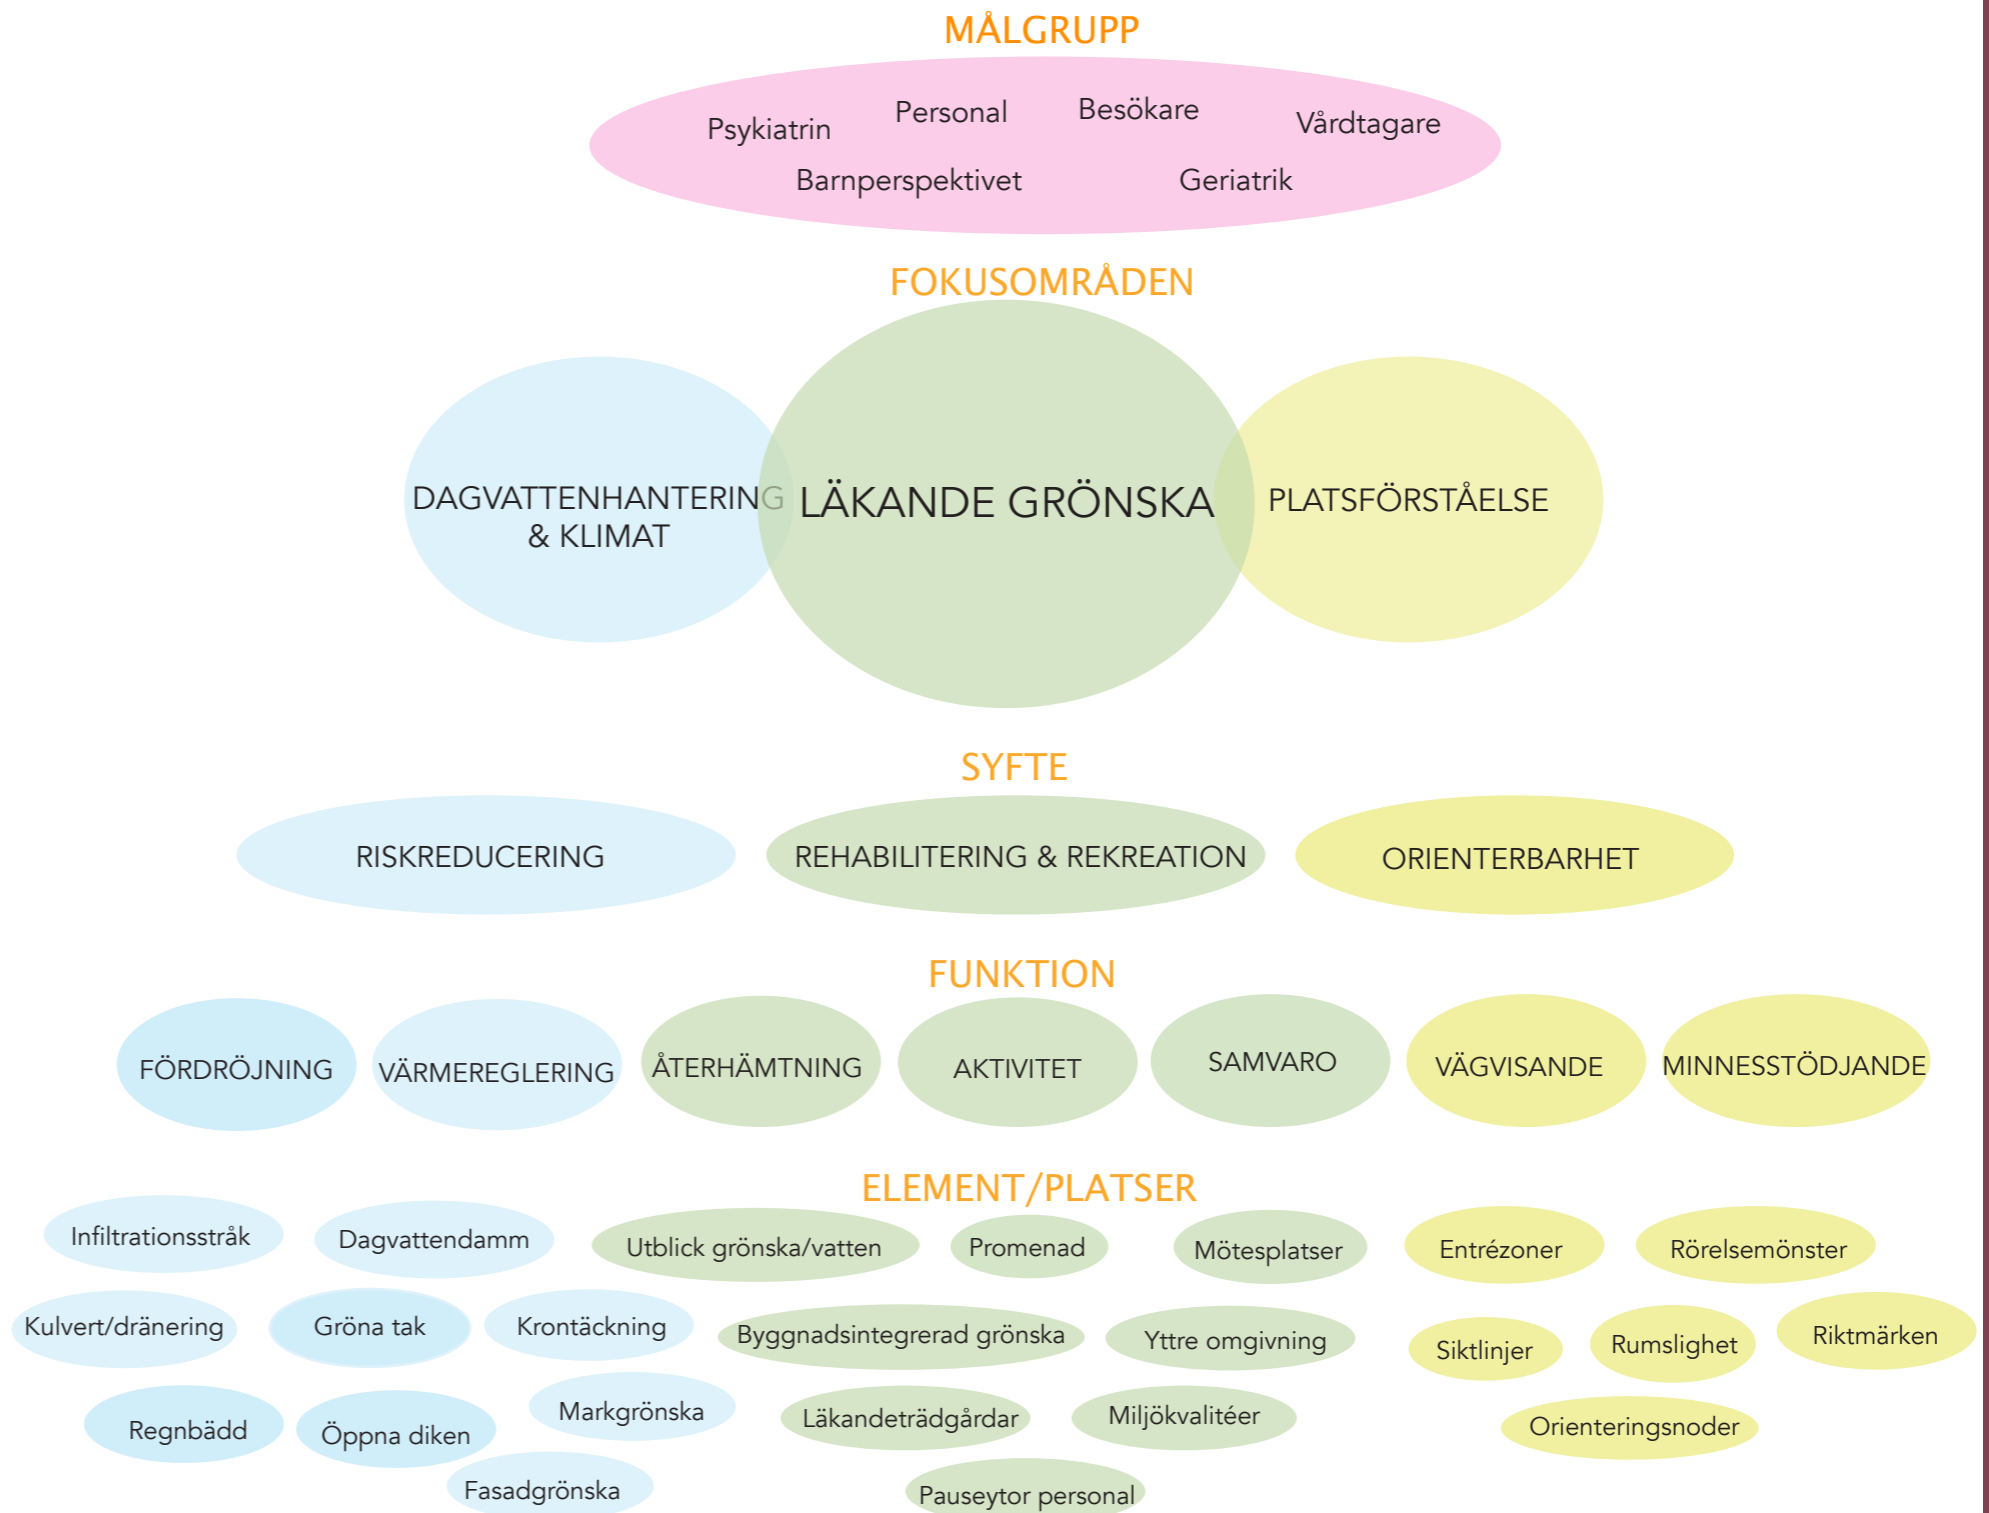 MÅLGRUPP
Psykiatrin
Personal
Besökare
Vårdtagare
Barnperspektivet
Geriatrik
FOKUSOMRÅDEN
DAGVATTENHANTERING
& KLIMAT
LÄKANDE GRÖNSKA
PLATSFÖRSTÅELSE
SYFTE
RISKREDUCERING
REHABILITERING & REKREATION
ORIENTERBARHET
FUNKTION
FÖRDRÖJNING
VÄRMEREGLERING
ÅTERHÄMTNING
AKTIVITET
SAMVARO
VÄGVISANDE
MINNESSTÖDJANDE
ELEMENT/PLATSER
Infiltrationsstråk
Dagvattendamm
Utblick grönska/vatten
Promenad
Mötesplatser
Entrézoner
Rörelsemönster
Kulvert/dränering
Gröna tak
Krontäckning
Byggnadsintegrerad grönska
Yttre omgivning
Siktlinjer
Rumslighet
Riktmärken
Regnbädd
Öppna diken
Markgrönska
Läkandeträdgårdar
Miljökvalitéer
Orienteringsnoder
Fasadgrönska
Pauseytor personal